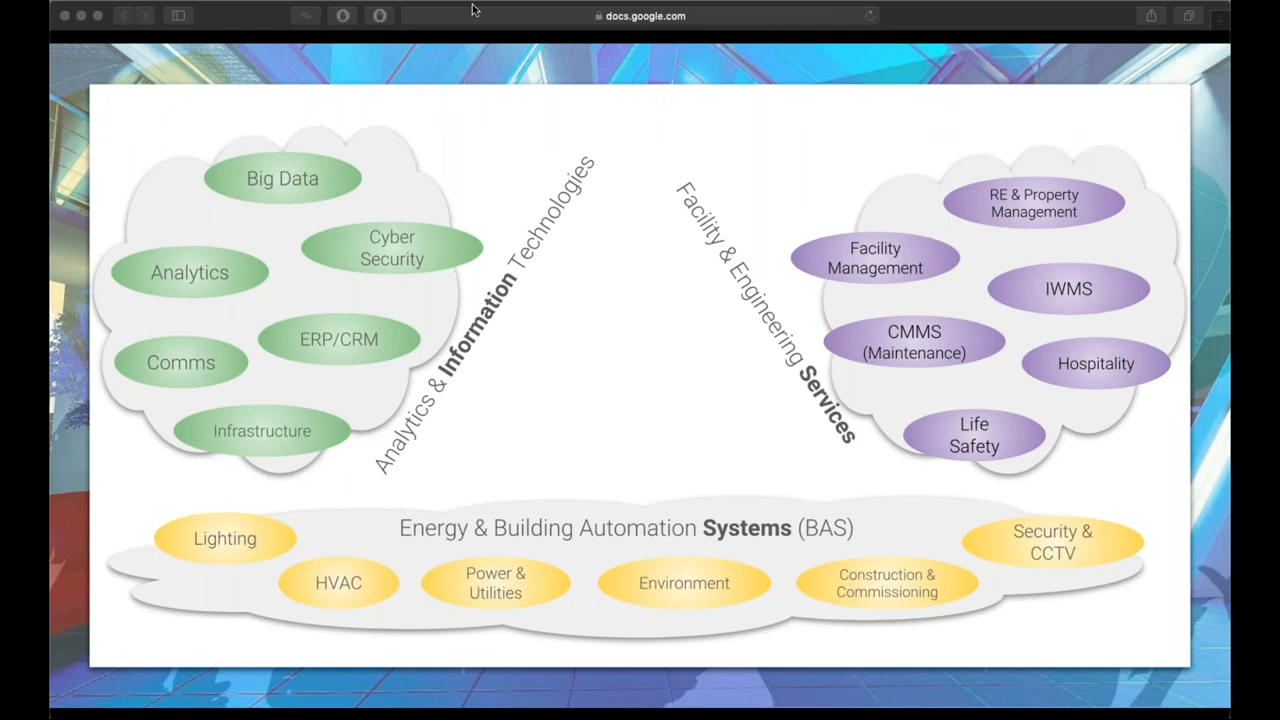 docs.google.com
Big Data
Cyber
Security
Analytics
ERP/CRM
Comms
Infrastructure
Analytics & Information Technologies
Facility & Engineering Services
RE & Property
Management
Facility
Management
IWMS
CMMS
(Maintenance)
Hospitality
Life
Safety
Energy & Building Automation Systems (BAS)
Lighting
HVAC
Power &
Utilities
Environment
Construction &
Commissioning
Security &
CCTV